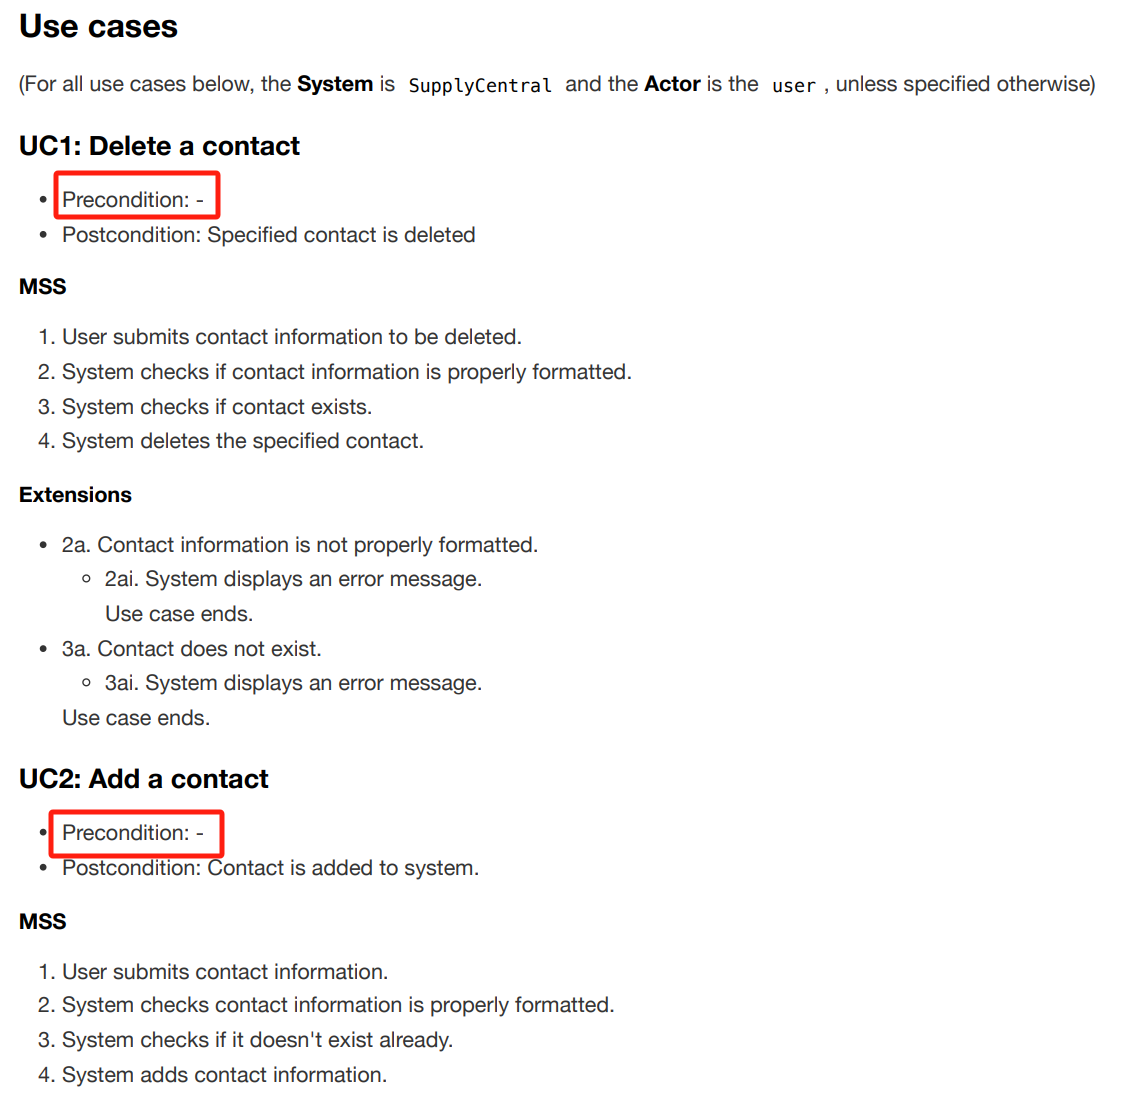 Use cases
(For all use cases below, the System is SupplyCentral and the Actor is the user , unless specified otherwise)
UC1: Delete a contact
• Precondition: -
• Postcondition: Specified contact is deleted
MSS
1. User submits contact information to be deleted.
2. System checks if contact information is properly formatted.
3. System checks if contact exists.
4. System deletes the specified contact.
Extensions
• 2a. Contact information is not properly formatted.
◦ 2ai. System displays an error message.
Use case ends.
• 3a. Contact does not exist.
◦ 3ai. System displays an error message.
Use case ends.
UC2: Add a contact
• Precondition: -
• Postcondition: Contact is added to system.
MSS
1. User submits contact information.
2. System checks contact information is properly formatted.
3. System checks if it doesn't exist already.
4. System adds contact information.